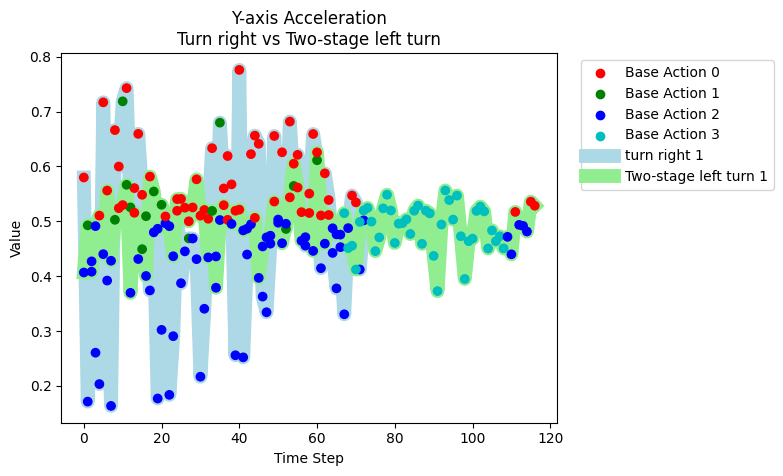 Y-axis Acceleration
Turn right vs Two-stage left turn
Value
0.8
0.7
0.6
0.5
0.4
0.3
0.2
0
20
40
60
80
100
120
Time Step
Base Action 0
Base Action 1
Base Action 2
Base Action 3
turn right 1
Two-stage left turn 1